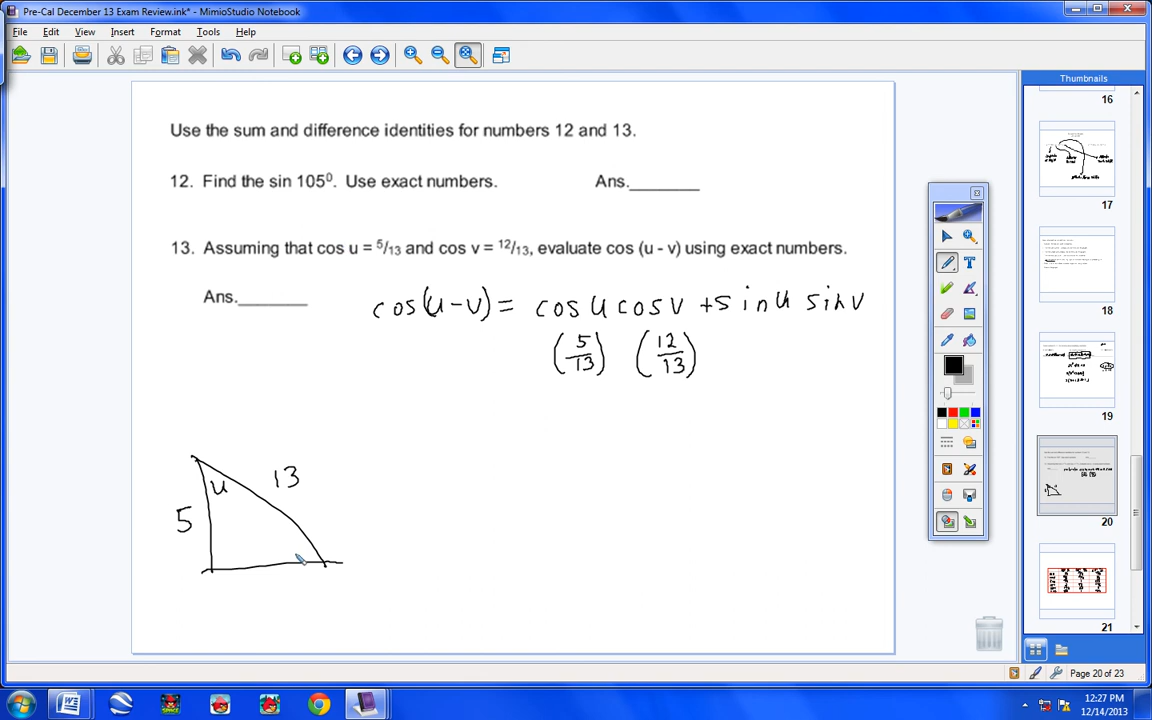 Pre-Cal December 13 Exam Review.ink* - MimioStudio Notebook
File Edit View Insert Format Tools Help
Thumbnails
16
17
18
19
20
21
Use the sum and difference identities for numbers 12 and 13.
12. Find the sin 105⁰. Use exact numbers. Ans.________
13. Assuming that cos u = 5/13 and cos v = 12/13, evaluate cos (u - v) using exact numbers.
Ans.________
cos(u-v) = cos u cos v + sin u sin v
(5/13) (12/13)
u 13
5
Page 20 of 23
12:27 PM
12/14/2013